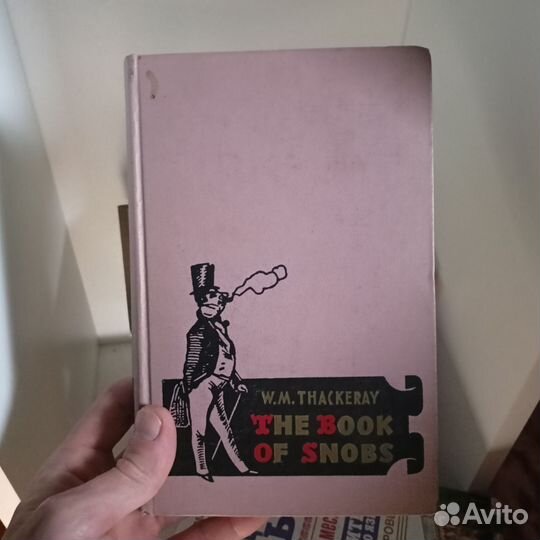 W.M. THACKERAY
THE BOOK
OF SNOBS
Avito